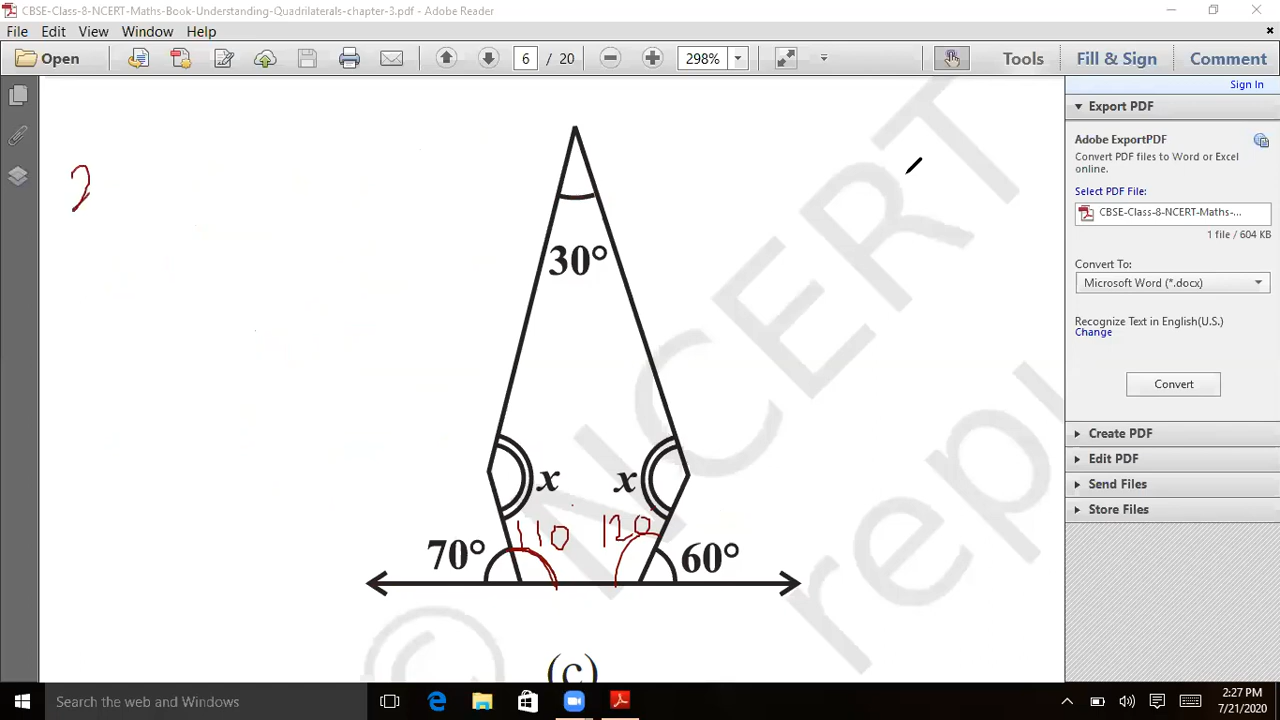 CBSE-Class-8-NCERT-Maths-Book-Understanding-Quadrilaterals-chapter-3.pdf - Adobe Reader
File Edit View Window Help
Open 6 / 20 298% Tools Fill & Sign Comment
Sign In
Export PDF
Adobe ExportPDF
Convert PDF files to Word or Excel
online.
Select PDF File:
CBSE-Class-8-NCERT-Maths-...
1 file / 604 KB
Convert To:
Microsoft Word (*.docx)
Recognize Text in English(U.S.)
Change
Convert
Create PDF
Edit PDF
Send Files
Store Files
2
30°
x x
110 120
70° 60°
(c)
© NCERT
repu
Search the web and Windows
2:27 PM
7/21/2020